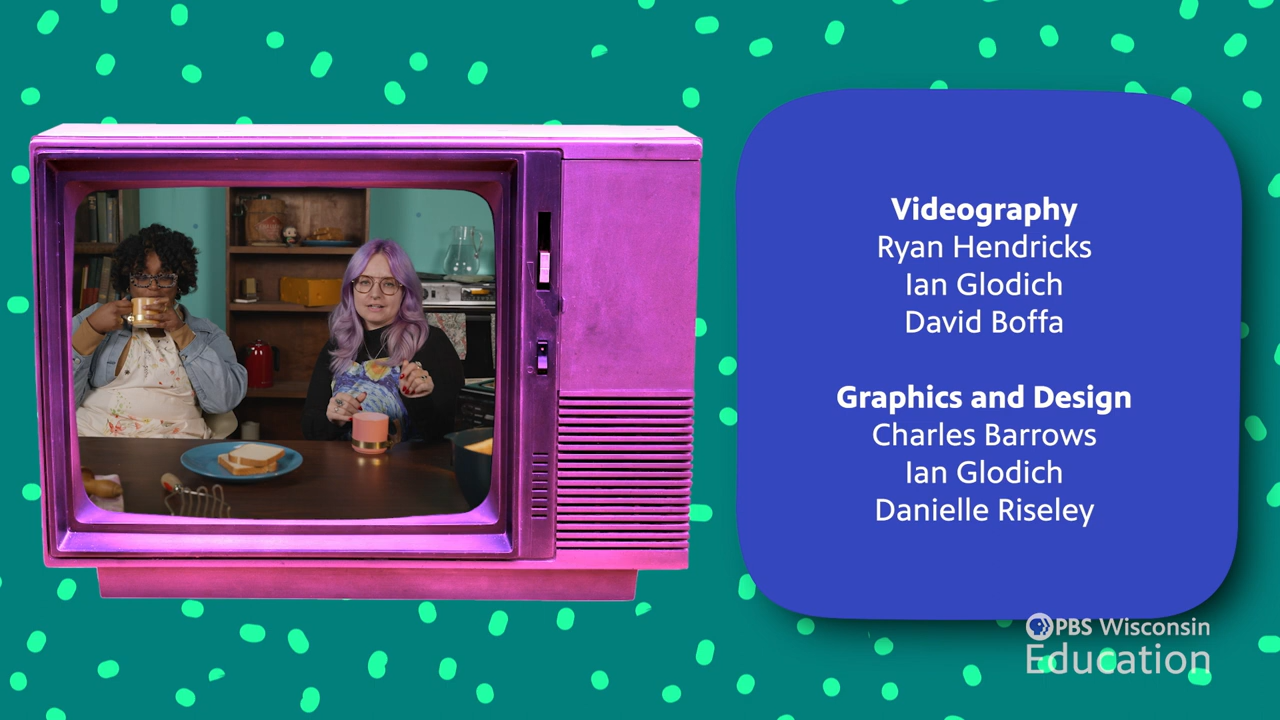 Videography
Ryan Hendricks
Ian Glodich
David Boffa
Graphics and Design
Charles Barrows
Ian Glodich
Danielle Riseley
PBS Wisconsin
Education